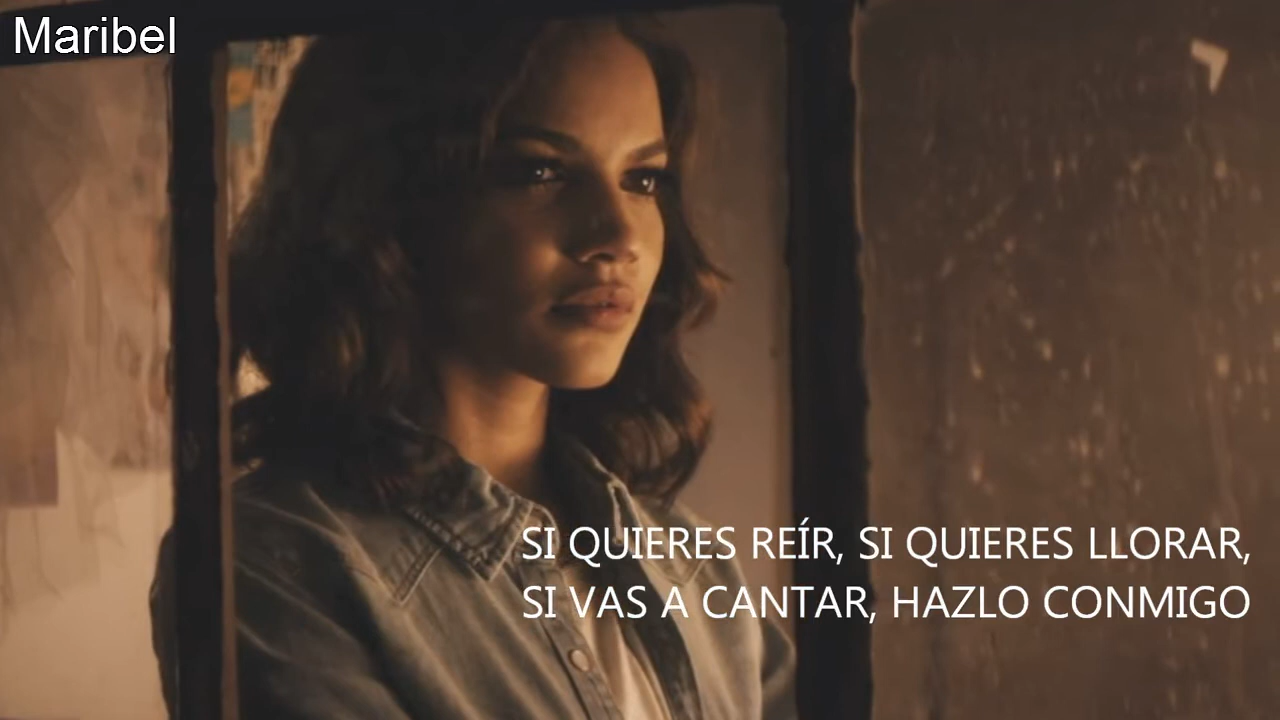 Maribel
SI QUIERES REÍR, SI QUIERES LLORAR,
SI VAS A CANTAR, HAZLO CONMIGO